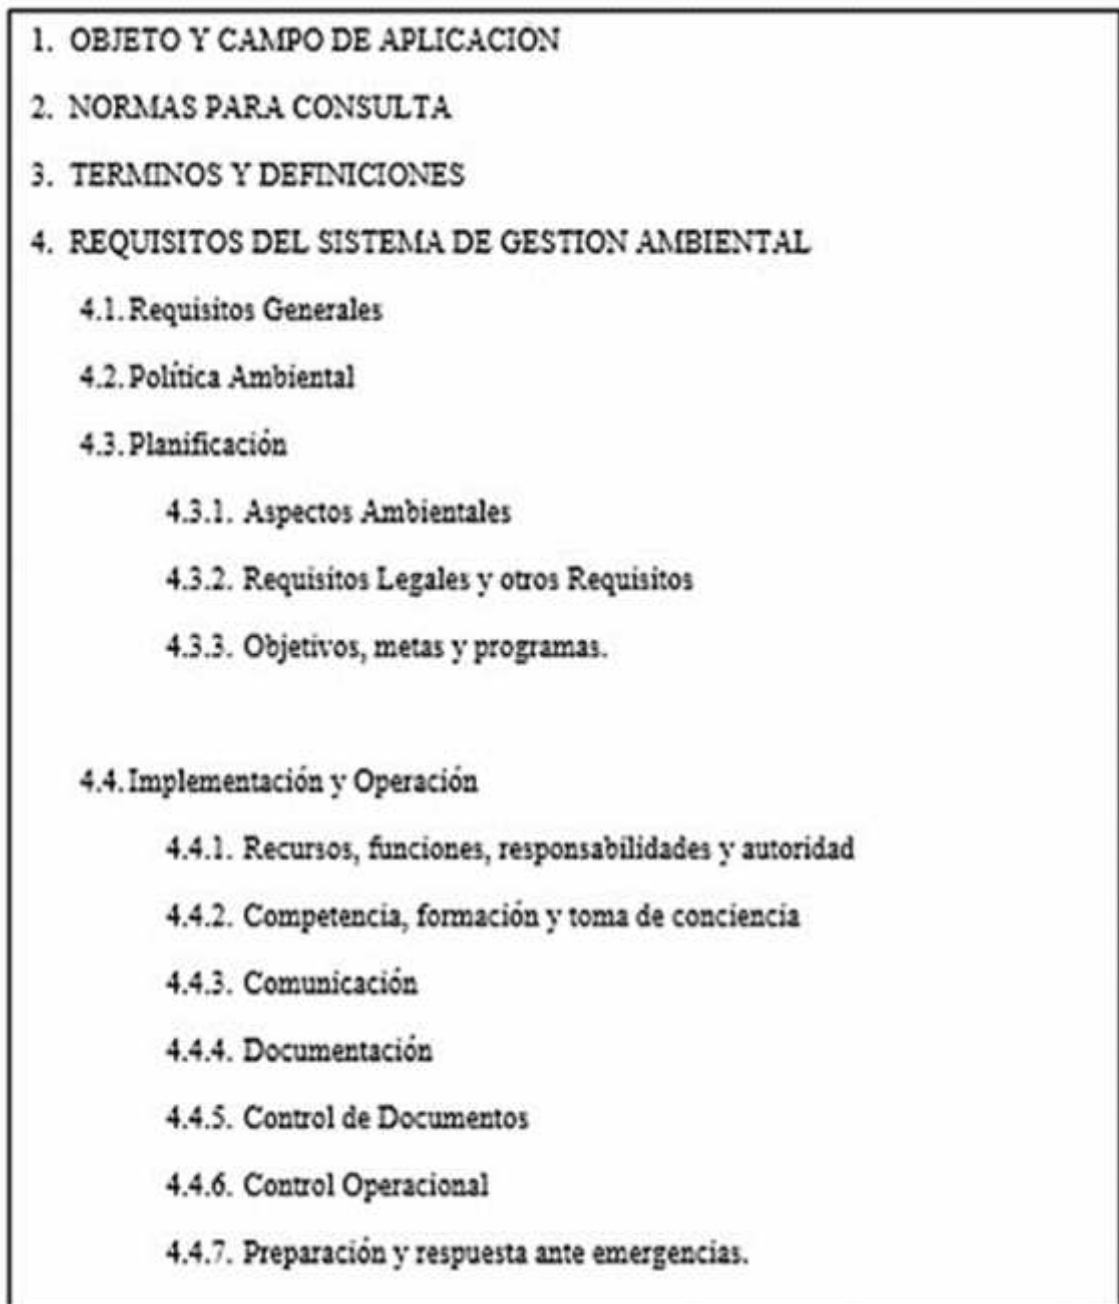 1. OBJETO Y CAMPO DE APLICACIÓN
2. NORMAS PARA CONSULTA
3. TERMINOS Y DEFINICIONES
4. REQUISITOS DEL SISTEMA DE GESTION AMBIENTAL
4.1. Requisitos Generales
4.2. Política Ambiental
4.3. Planificación
4.3.1. Aspectos Ambientales
4.3.2. Requisitos Legales y otros Requisitos
4.3.3. Objetivos, metas y programas.
4.4. Implementación y Operación
4.4.1. Recursos, funciones, responsabilidades y autoridad
4.4.2. Competencia, formación y toma de conciencia
4.4.3. Comunicación
4.4.4. Documentación
4.4.5. Control de Documentos
4.4.6. Control Operacional
4.4.7. Preparación y respuesta ante emergencias.